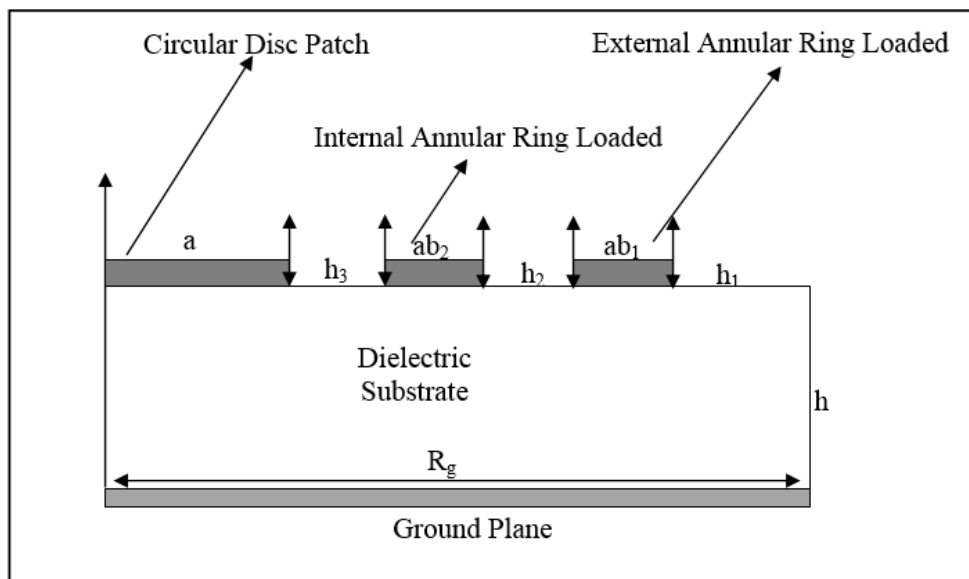 Circular Disc Patch
External Annular Ring Loaded
Internal Annular Ring Loaded
a
ab₂
ab₁
h₃
h₂
h₁
Dielectric
Substrate
h
R_g
Ground Plane